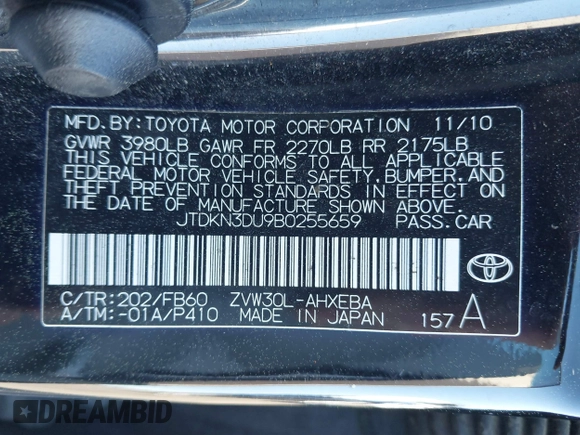 MFD. BY: TOYOTA MOTOR CORPORATION 11/10
GVWR 3980LB GAWR FR 2270LB RR 2175LB
THIS VEHICLE CONFORMS TO ALL APPLICABLE
FEDERAL MOTOR VEHICLE SAFETY, BUMPER, AND
THEFT PREVENTION STANDARDS IN EFFECT ON
THE DATE OF MANUFACTURE SHOWN ABOVE.
JTDKN3DU9B0255659 PASS. CAR
C/TR: 202/FB60 ZVW30L-AHXEBA
A/TM: -01A/P410 MADE IN JAPAN 157A
DREAMBID